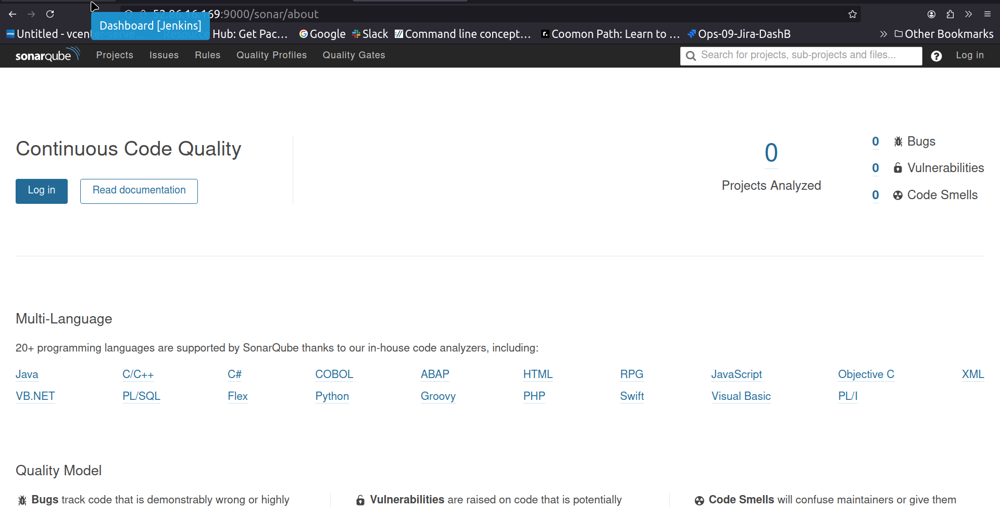 :9000/sonar/about
Dashboard [Jenkins]
Untitled - vcen Hub: Get Pac... Google Slack Command line concept... Coomon Path: Learn to ... Ops-09-Jira-DashB Other Bookmarks
sonarqube Projects Issues Rules Quality Profiles Quality Gates Search for projects, sub-projects and files... ? Log in
Continuous Code Quality
Log in Read documentation
0
Projects Analyzed
0 Bugs
0 Vulnerabilities
0 Code Smells
Multi-Language
20+ programming languages are supported by SonarQube thanks to our in-house code analyzers, including:
Java C/C++ C# COBOL ABAP HTML RPG JavaScript Objective C XML
VB.NET PL/SQL Flex Python Groovy PHP Swift Visual Basic PL/I
Quality Model
Bugs track code that is demonstrably wrong or highly
Vulnerabilities are raised on code that is potentially
Code Smells will confuse maintainers or give them